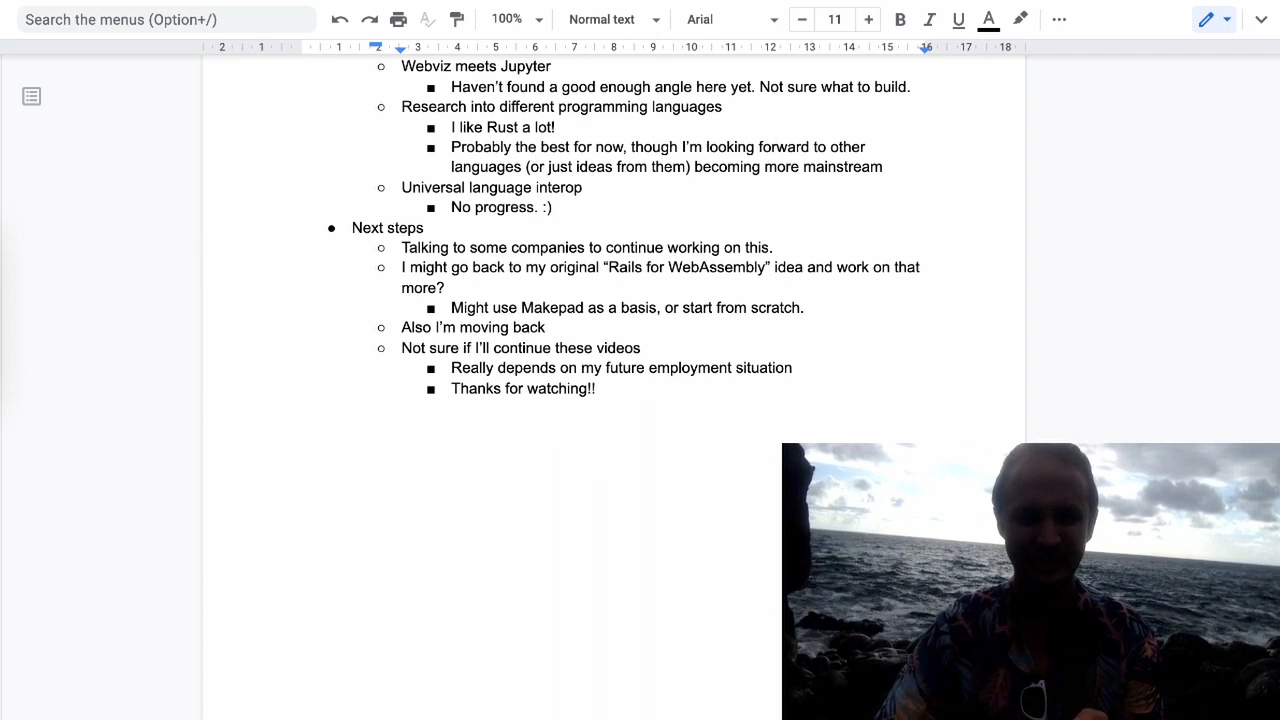 Search the menus (Option+/)
100%
Normal text
Arial
11
B I U A
2 1 1 2 3 4 5 6 7 8 9 10 11 12 13 14 15 16 17 18
Webviz meets Jupyter
Haven’t found a good enough angle here yet. Not sure what to build.
Research into different programming languages
I like Rust a lot!
Probably the best for now, though I’m looking forward to other
languages (or just ideas from them) becoming more mainstream
Universal language interop
No progress. :)
Next steps
Talking to some companies to continue working on this.
I might go back to my original “Rails for WebAssembly” idea and work on that
more?
Might use Makepad as a basis, or start from scratch.
Also I’m moving back
Not sure if I’ll continue these videos
Really depends on my future employment situation
Thanks for watching!!